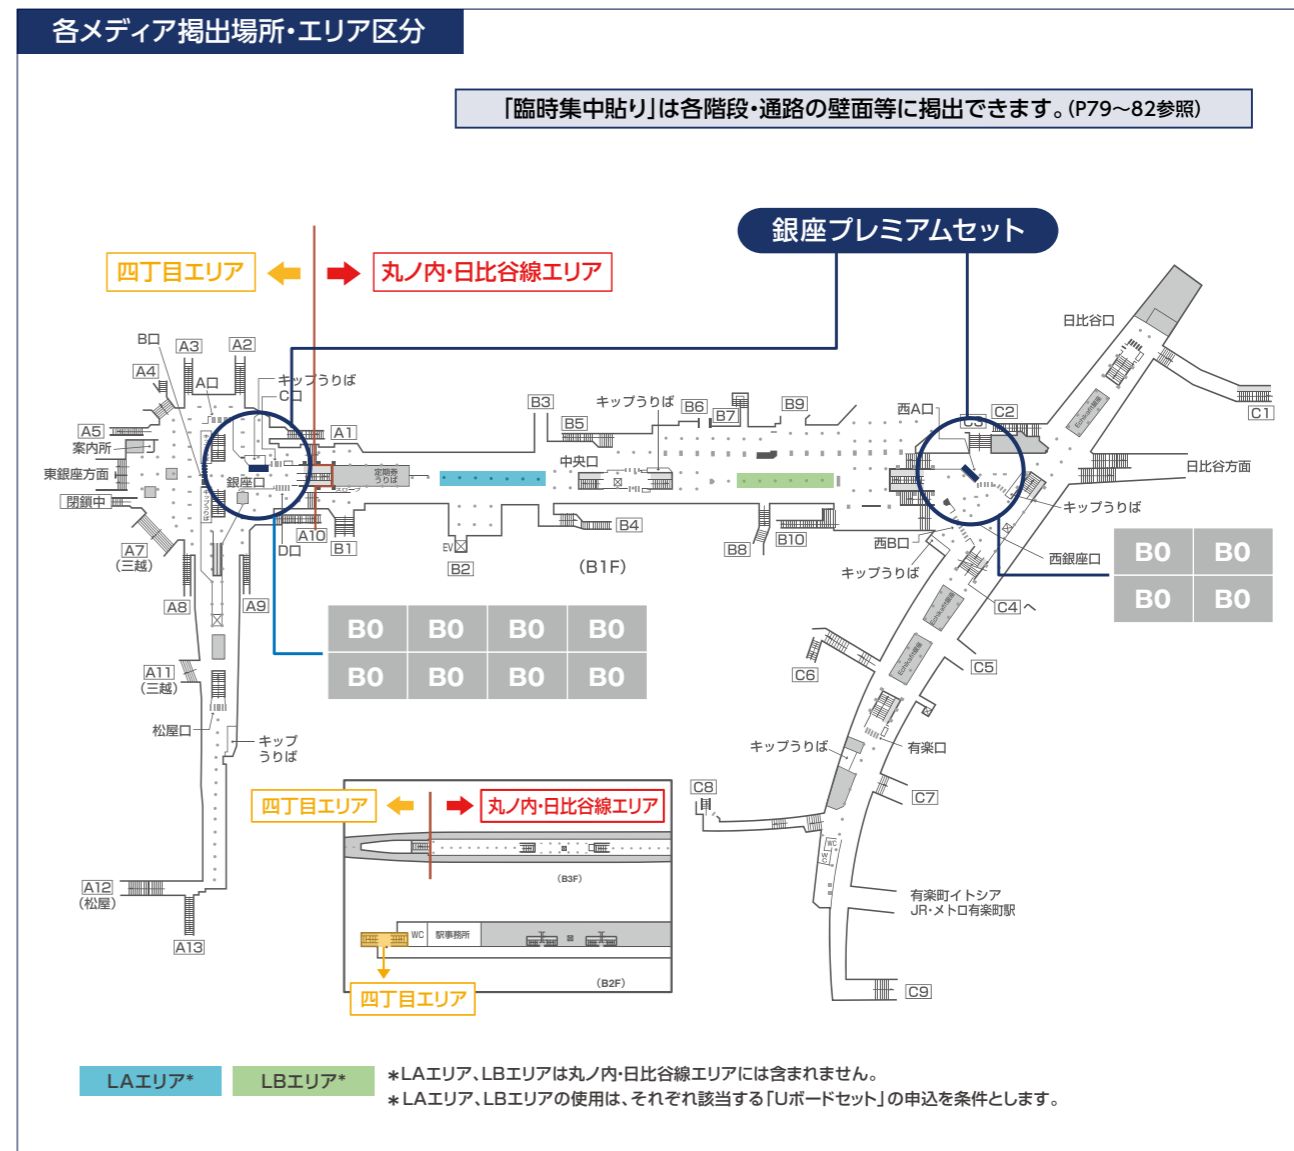 各メディア掲出場所・エリア区分
「臨時集中貼り」は各階段・通路の壁面等に掲出できます。(P79～82参照)
銀座プレミアムセット
四丁目エリア
丸ノ内・日比谷線エリア
日比谷口
B口
A3
A2
A4
A口
キップうりば
C口
A5
案内所
A1
東銀座方面
閉鎖中
銀座口
定期券
うりば
スロープ
A7
(三越)
A10
D口
B1
A8
A9
B3
B5
キップうりば
中央口
B6
B7
B9
EV
B2
B4
(B1F)
B8
B10
西A口
C3
C2
C1
日比谷方面
キップうりば
西B口
キップうりば
西銀座口
C4へ
B0 B0
B0 B0
B0 B0 B0 B0
B0 B0 B0 B0
A11
(三越)
松屋口
キップ
うりば
C6
C5
キップうりば
有楽口
C8
C7
WC
有楽町イトシア
JR・メトロ有楽町駅
C9
A12
(松屋)
A13
四丁目エリア
丸ノ内・日比谷線エリア
(B3F)
WC
駅事務所
(B2F)
四丁目エリア
LAエリア*
LBエリア*
*LAエリア、LBエリアは丸ノ内・日比谷線エリアには含まれません。
*LAエリア、LBエリアの使用は、それぞれ該当する「Uボードセット」の申込を条件とします。